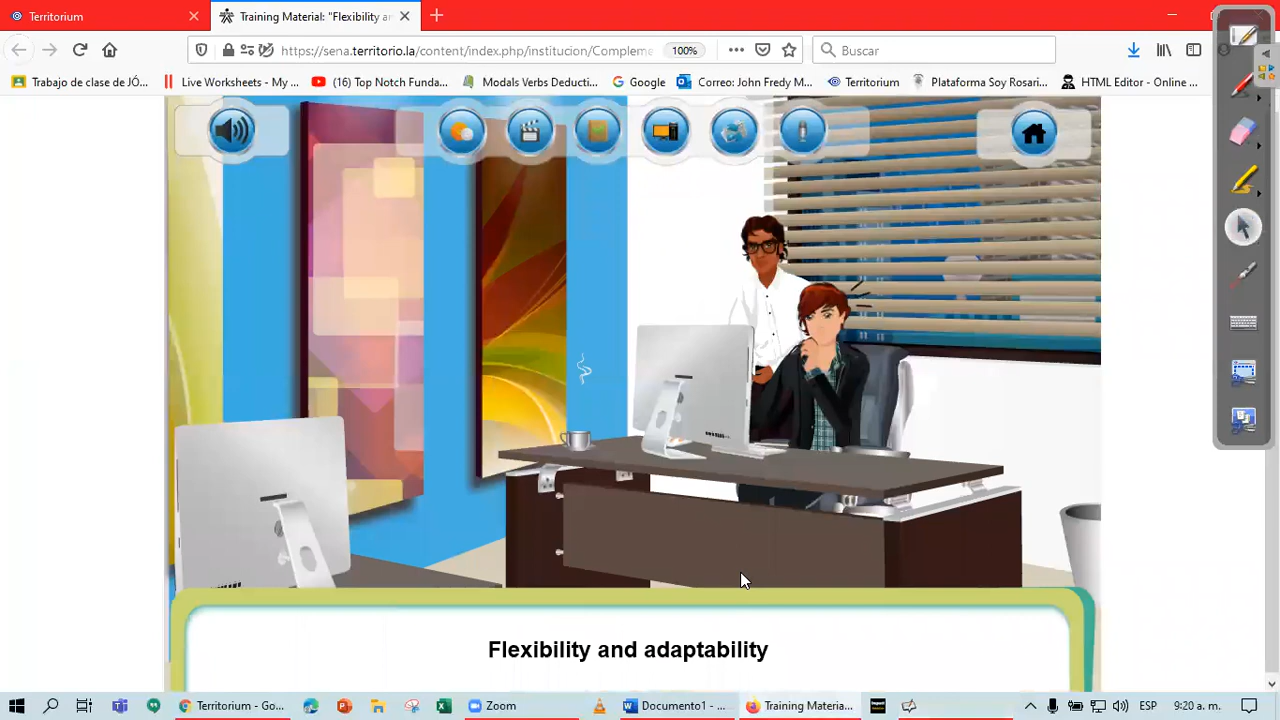 Territorium
Training Material: "Flexibility an
https://sena.territorio.la/content/index.php/institucion/Compleme
100%
Buscar
Trabajo de clase de JÓ...
Live Worksheets - My ...
(16) Top Notch Funda...
Modals Verbs Deducti...
Google
Correo: John Fredy M...
Territorium
Plataforma Soy Rosari...
HTML Editor - Online ...
Flexibility and adaptability
Territorium - Go...
Zoom
Documento1 - ...
Training Materia...
ESP
9:20 a. m.